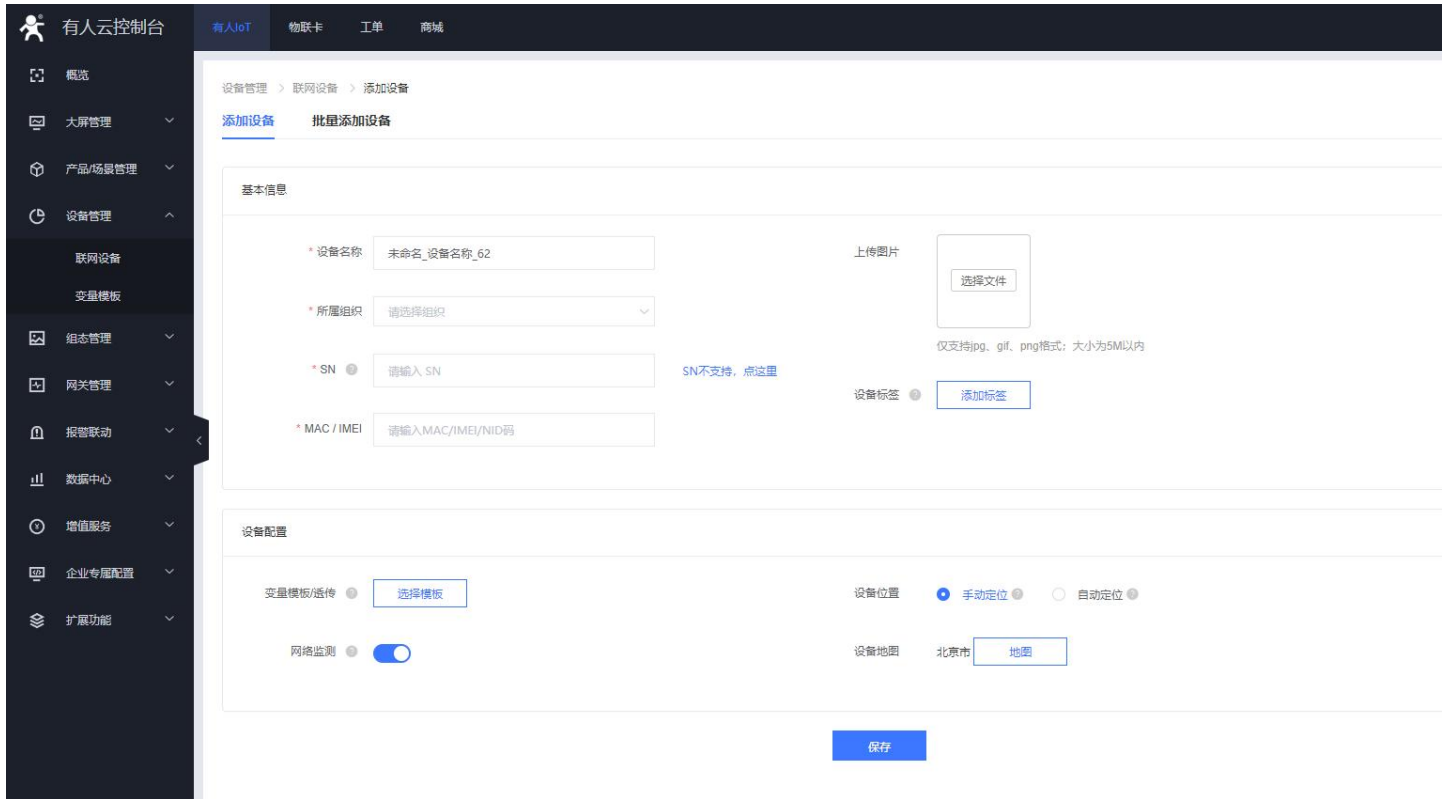 有人云控制台
有人IoT 物联卡 工单 商城
概览
大屏管理
产品/场景管理
设备管理
联网设备
变量模板
组态管理
网关管理
报警联动
数据中心
增值服务
企业专属配置
扩展功能
设备管理 > 联网设备 > 添加设备
添加设备 批量添加设备
基本信息
* 设备名称 未命名_设备名称_62
* 所属组织 请选择组织
* SN 请输入 SN SN不支持，点这里
* MAC / IMEI 请输入MAC/IMEI/NID码
上传图片 选择文件
仅支持jpg、gif、png格式；大小为5M以内
设备标签 添加标签
设备配置
变量模板/透传 选择模板
网络监测
设备位置 手动定位 自动定位
设备地图 北京市 地图
保存